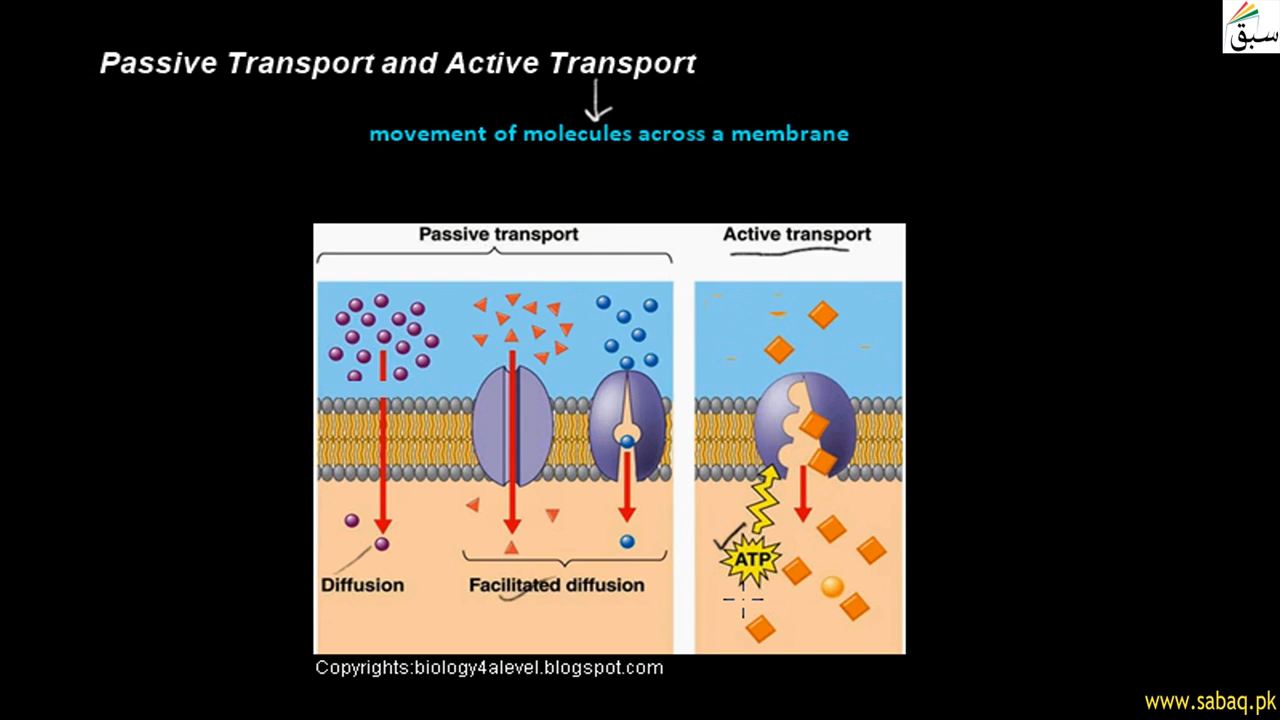 سبق
Passive Transport and Active Transport
movement of molecules across a membrane
Passive transport
Active transport
ATP
Diffusion
Facilitated diffusion
Copyrights:biology4alevel.blogspot.com
www.sabaq.pk